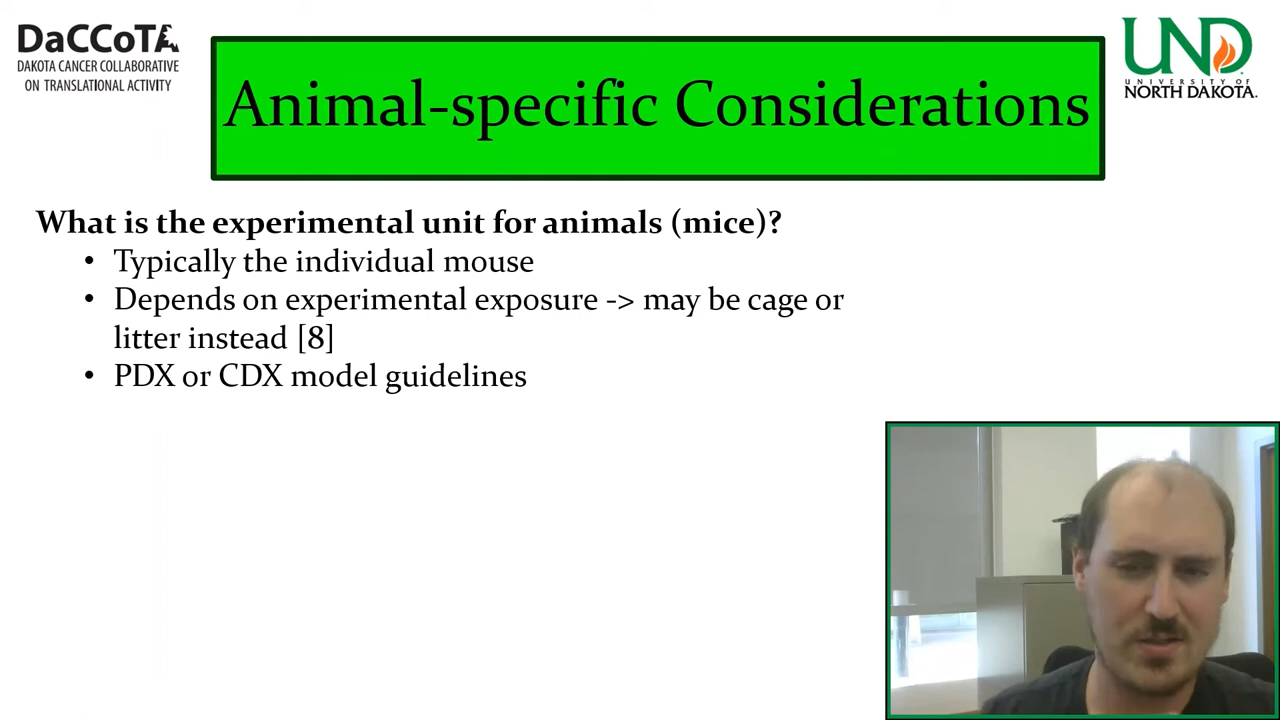 DaCCoTA
DAKOTA CANCER COLLABORATIVE
ON TRANSLATIONAL ACTIVITY
Animal-specific Considerations
UND
UNIVERSITY OF
NORTH DAKOTA.
What is the experimental unit for animals (mice)?
• Typically the individual mouse
• Depends on experimental exposure -> may be cage or
litter instead [8]
• PDX or CDX model guidelines